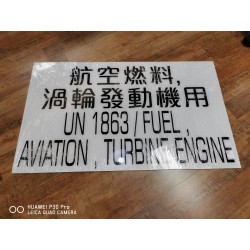 航空燃料,
渦輪發動機用
UN 1863 / FUEL ,
AVIATION , TURBINE ENGINE
HUAWEI P30 Pro
LEICA QUAD CAMERA